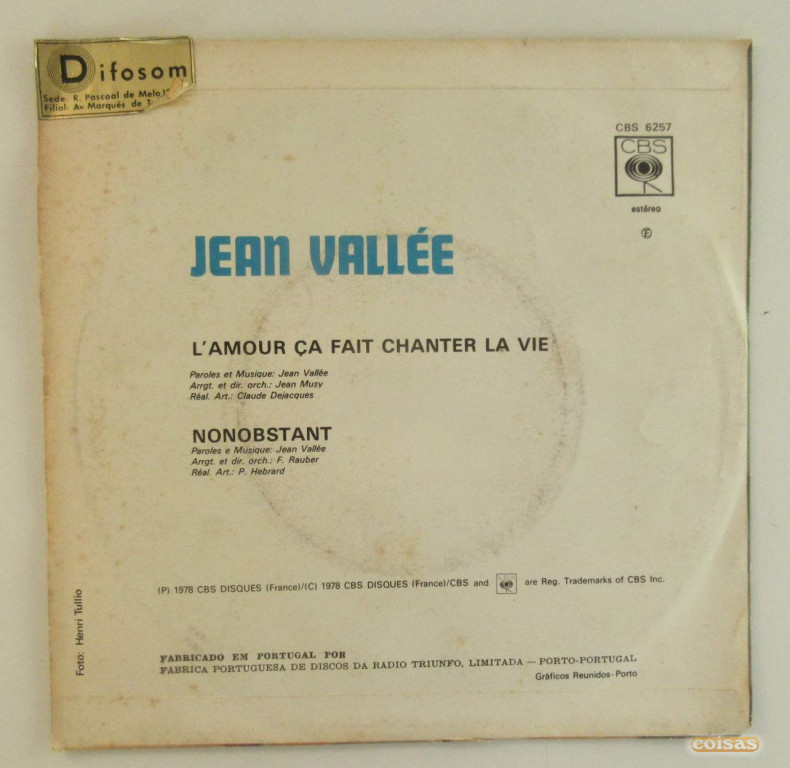 Difosom
Sede: R. Pascoal de Melo
Filial: Av. Marquês de
CBS 6257
CBS
estéreo
JEAN VALLÉE
L'AMOUR ÇA FAIT CHANTER LA VIE
Paroles et Musique: Jean Vallée
Arrgt. et dir. orch.: Jean Musy
Réal. Art.: Claude Dejacques
NONOBSTANT
Paroles e Musique: Jean Vallée
Arrgt. et dir. orch.: F. Rauber
Réal. Art.: P. Hebrard
(P) 1978 CBS DISQUES (France)/(C) 1978 CBS DISQUES (France)/CBS and are Reg. Trademarks of CBS Inc.
Foto: Henri Tullio
FABRICADO EM PORTUGAL POR
FABRICA PORTUGUESA DE DISCOS DA RADIO TRIUNFO, LIMITADA — PORTO-PORTUGAL
Gráficos Reunidos-Porto
coisas